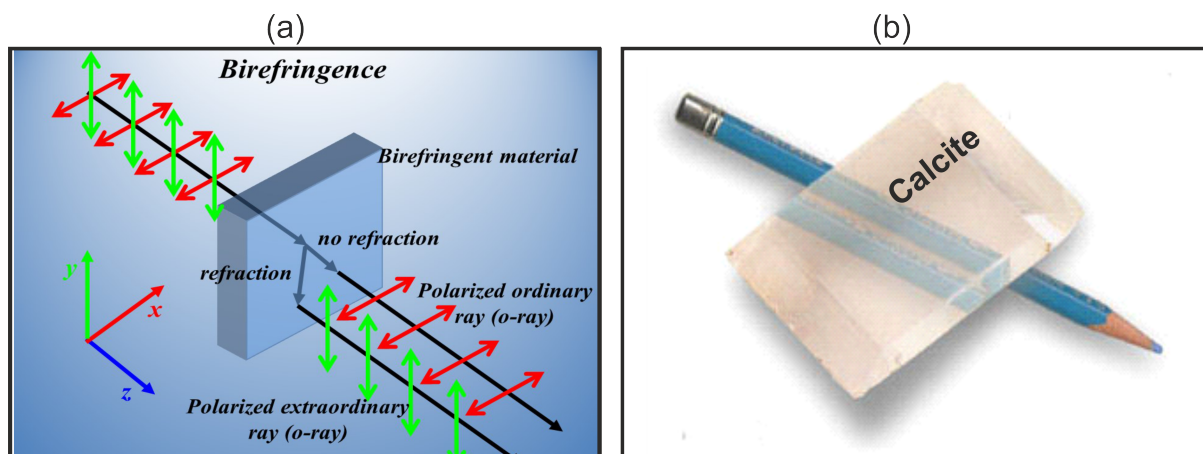 (a)
(b)
Birefringence
Birefringent material
no refraction
refraction
y
x
z
Polarized ordinary
ray (o-ray)
Polarized extraordinary
ray (o-ray)
Calcite